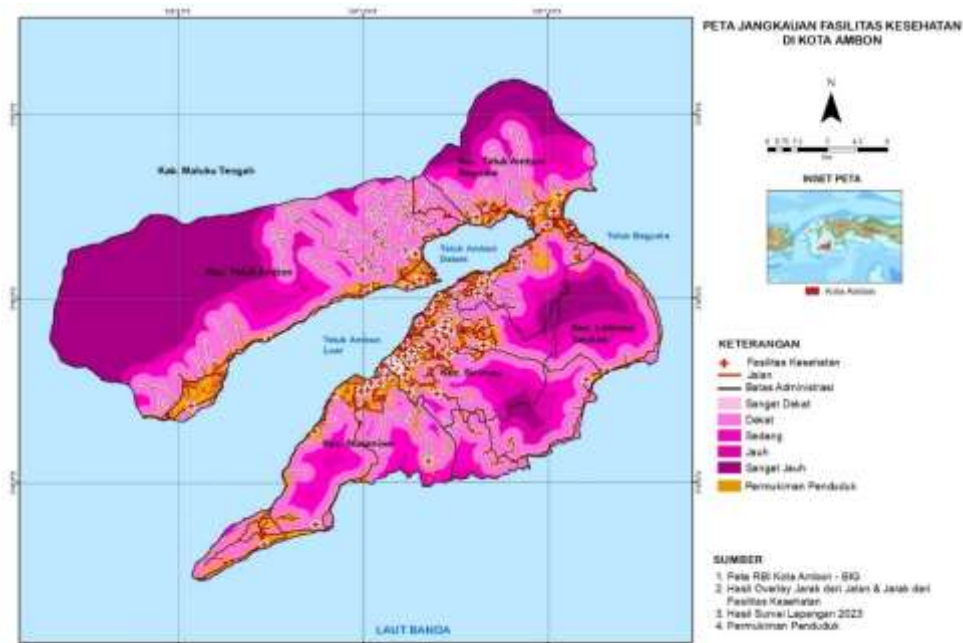 PETA JANGKAUAN FASILITAS KESEHATAN
DI KOTA AMBON
N
Km
INSET PETA
Kota Ambon
KETERANGAN
Fasilitas Kesehatan
Jalan
Batas Administrasi
Sangat Dekat
Dekat
Sedang
Jauh
Sangat Jauh
Permukiman Penduduk
SUMBER
1. Peta RBI Kota Ambon - BIG
2. Hasil Overlay Jarak dari Jalan & Jarak dari
Fasilitas Kesehatan
3. Hasil Survei Lapangan 2023
4. Permukiman Penduduk
Kab. Maluku Tengah
Kec. Teluk Ambon
Baguala
Teluk Baguala
Teluk Ambon
Dalam
Kec. Teluk Ambon
Teluk Ambon
Luar
Kec. Leitimur
Selatan
Kec. Sirimau
Kec. Nusaniwe
LAUT BANDA